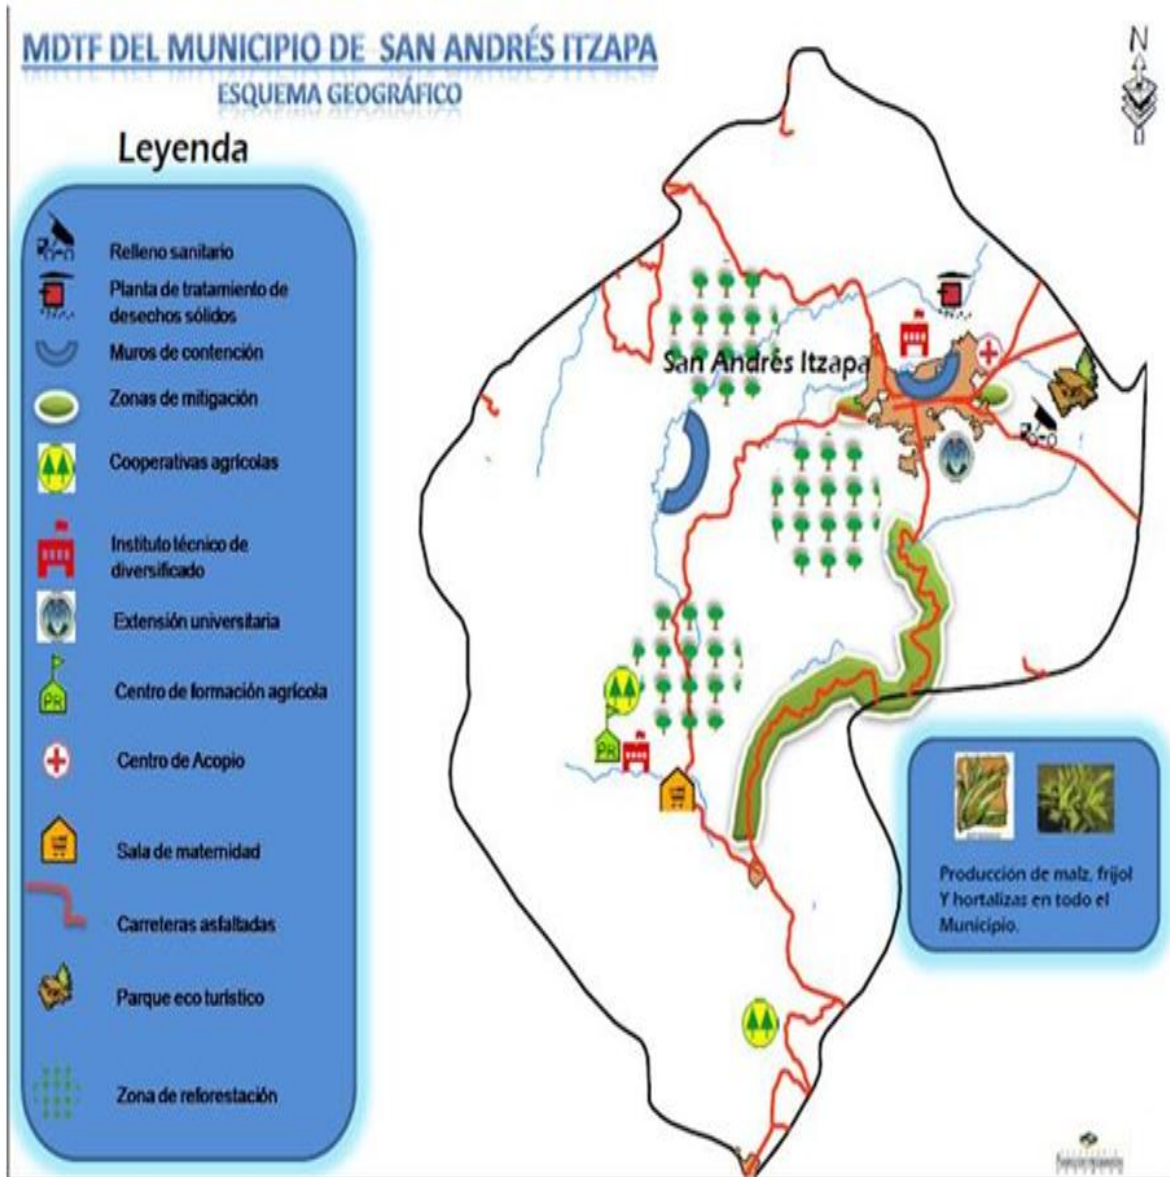 MDTF DEL MUNICIPIO DE SAN ANDRÉS ITZAPA
ESQUEMA GEOGRÁFICO
N
Leyenda
Relleno sanitario
Planta de tratamiento de
desechos sólidos
Muros de contención
Zonas de mitigación
Cooperativas agrícolas
Instituto técnico de
diversificado
Extensión universitaria
PR
Centro de formación agrícola
Centro de Acopio
Sala de maternidad
Carreteras asfaltadas
Parque eco turístico
Zona de reforestación
San Andrés Itzapa
PR
Producción de maíz, frijol
Y hortalizas en todo el
Municipio.